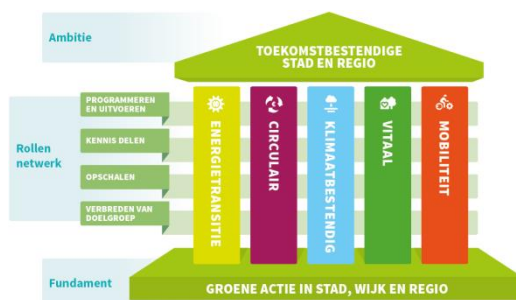 Ambitie
TOEKOMSTBESTENDIGE
STAD EN REGIO
Rollen
netwerk
PROGRAMMEREN
EN UITVOEREN
KENNIS DELEN
OPSCHALEN
VERBREDEN VAN
DOELGROEP
ENERGIETRANSITIE
CIRCULAIR
KLIMAATBESTENDIG
VITAAL
MOBILITEIT
Fundament
GROENE ACTIE IN STAD, WIJK EN REGIO